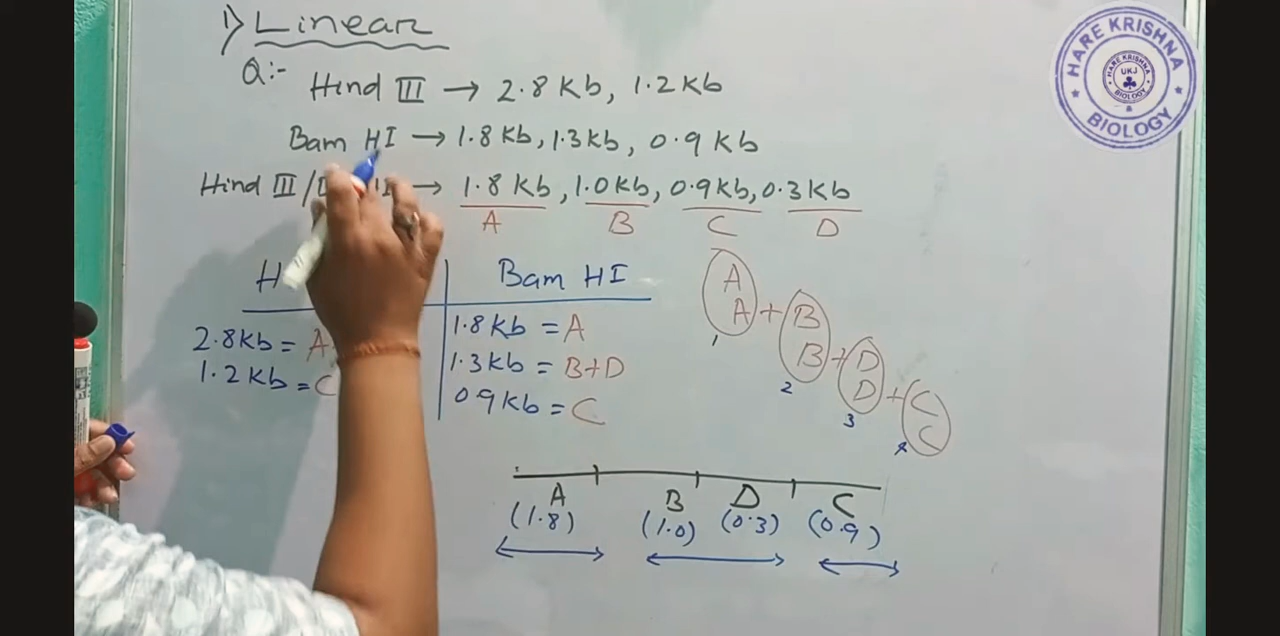 1) Linear
Q:-
Hind III → 2.8 Kb, 1.2 Kb
Bam HI → 1.8 Kb, 1.3 Kb, 0.9 Kb
Hind III / → 1.8 Kb, 1.0 Kb, 0.9 Kb, 0.3 Kb
A B C D
H Bam HI
2.8 Kb = A 1.8 Kb = A
1.2 Kb = C 1.3 Kb = B+D
0.9 Kb = C
A
A + B
B + D
D + C
C
1 2 3 4
A B D C
(1.8) (1.0) (0.3) (0.9)
HARE KRISHNA
BIOLOGY
HARE KRISHNA
UKJ
BIOLOGY